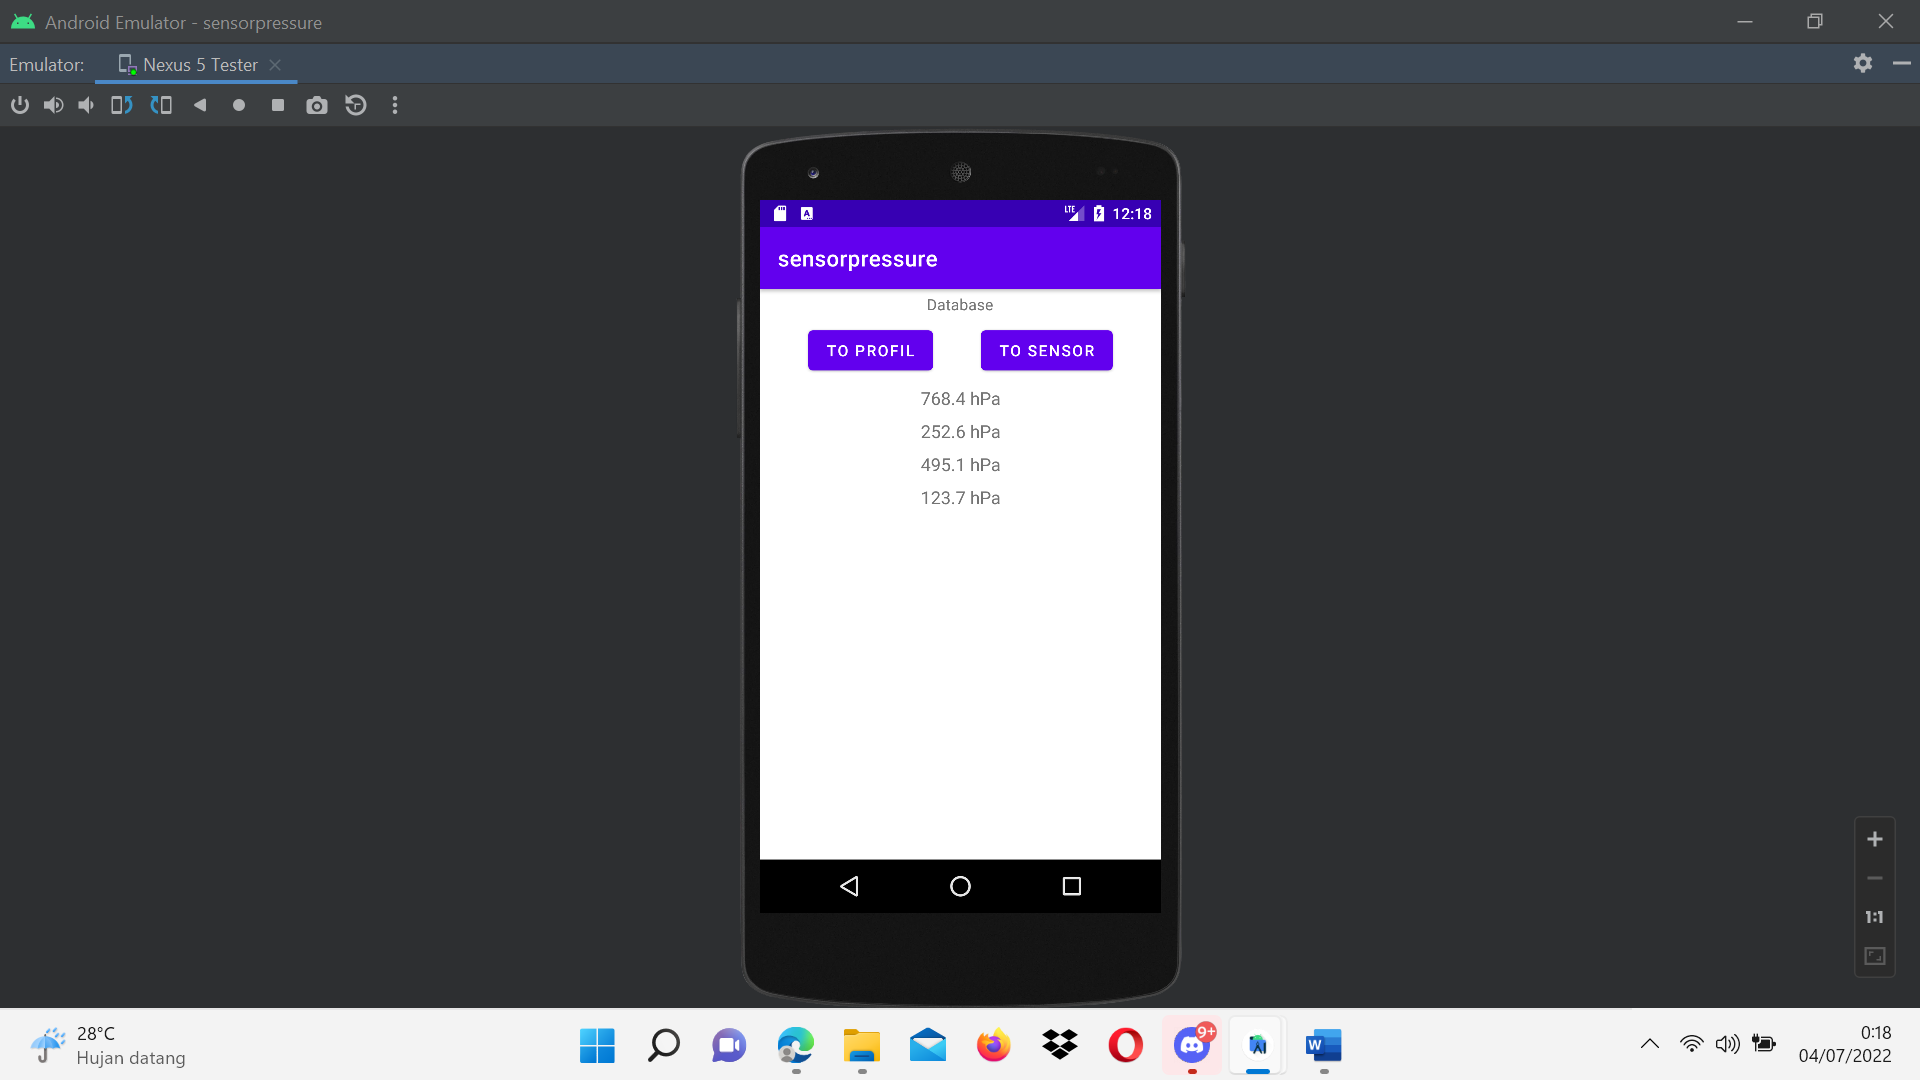 Android Emulator - sensorpressure
Emulator: Nexus 5 Tester
LTE 12:18
sensorpressure
Database
TO PROFIL TO SENSOR
768.4 hPa
252.6 hPa
495.1 hPa
123.7 hPa
1:1
28°C
Hujan datang
9+
0:18
04/07/2022